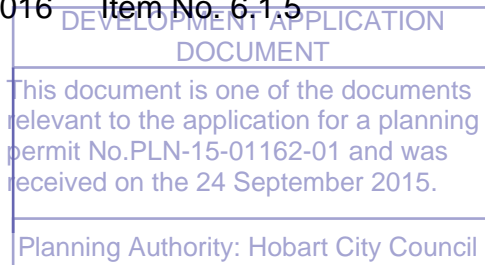 016 Item No. 6.1.5
DEVELOPMENT APPLICATION
DOCUMENT
This document is one of the documents
relevant to the application for a planning
permit No.PLN-15-01162-01 and was
received on the 24 September 2015.
Planning Authority: Hobart City Council